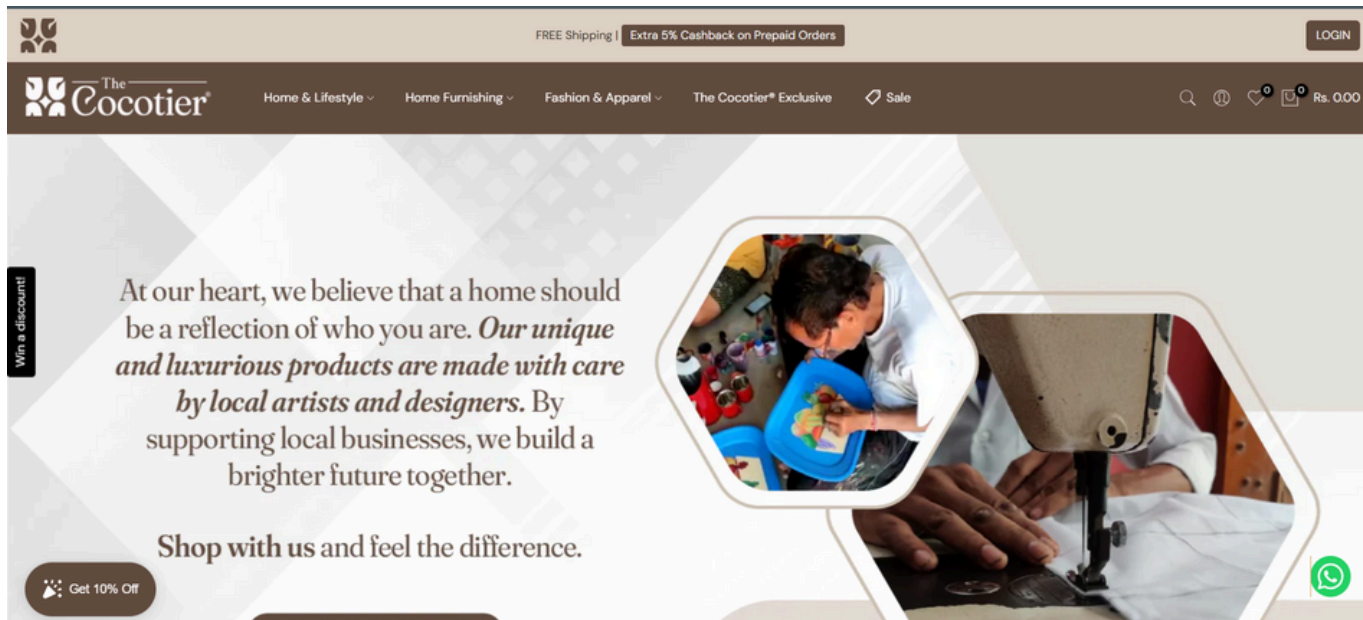 FREE Shipping | Extra 5% Cashback on Prepaid Orders
LOGIN
The
Cocotier®
Home & Lifestyle
Home Furnishing
Fashion & Apparel
The Cocotier® Exclusive
Sale
0
0
Rs. 0.00
Win a discount!
At our heart, we believe that a home should
be a reflection of who you are. Our unique
and luxurious products are made with care
by local artists and designers. By
supporting local businesses, we build a
brighter future together.
Shop with us and feel the difference.
Get 10% Off